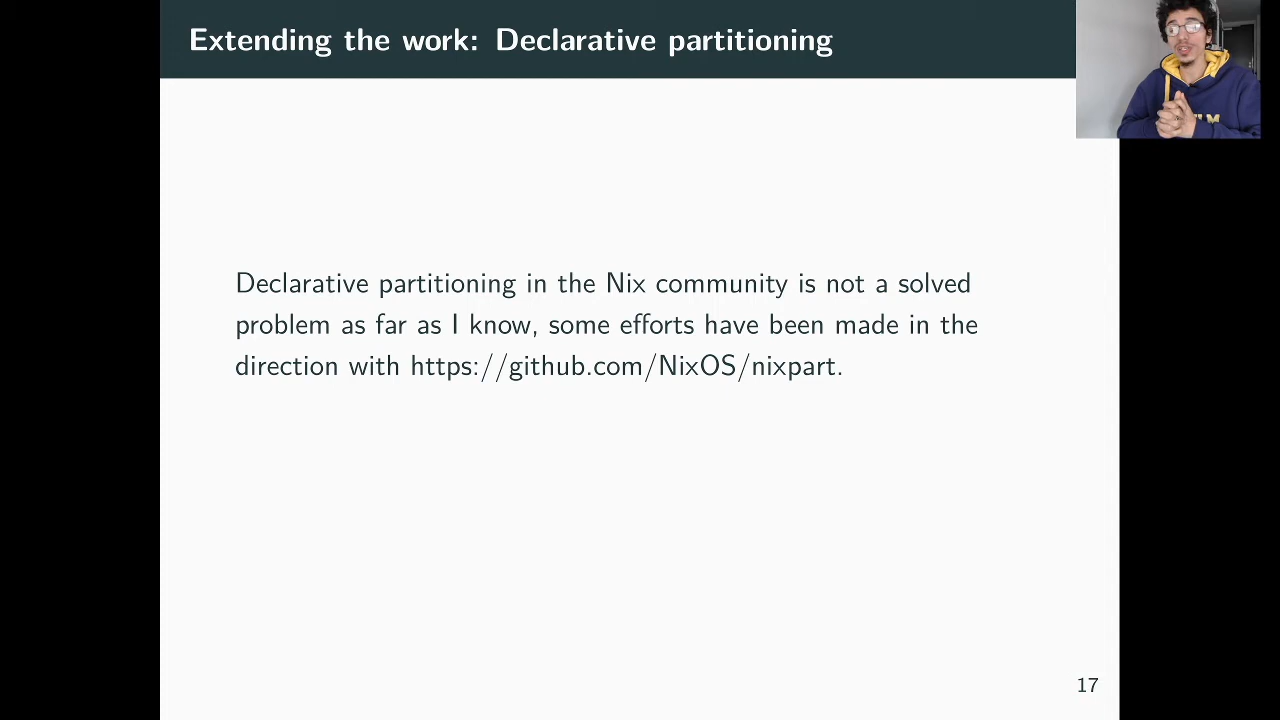 Extending the work: Declarative partitioning
Declarative partitioning in the Nix community is not a solved
problem as far as I know, some efforts have been made in the
direction with https://github.com/NixOS/nixpart.
17